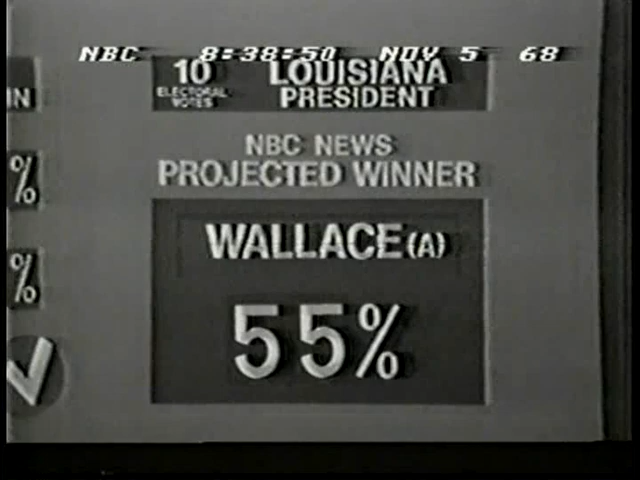 NBC 8:38:50 NOV 5 68
10 LOUISIANA
ELECTORAL VOTES PRESIDENT
IN
NBC NEWS
%
PROJECTED WINNER
WALLACE (A)
%
55%